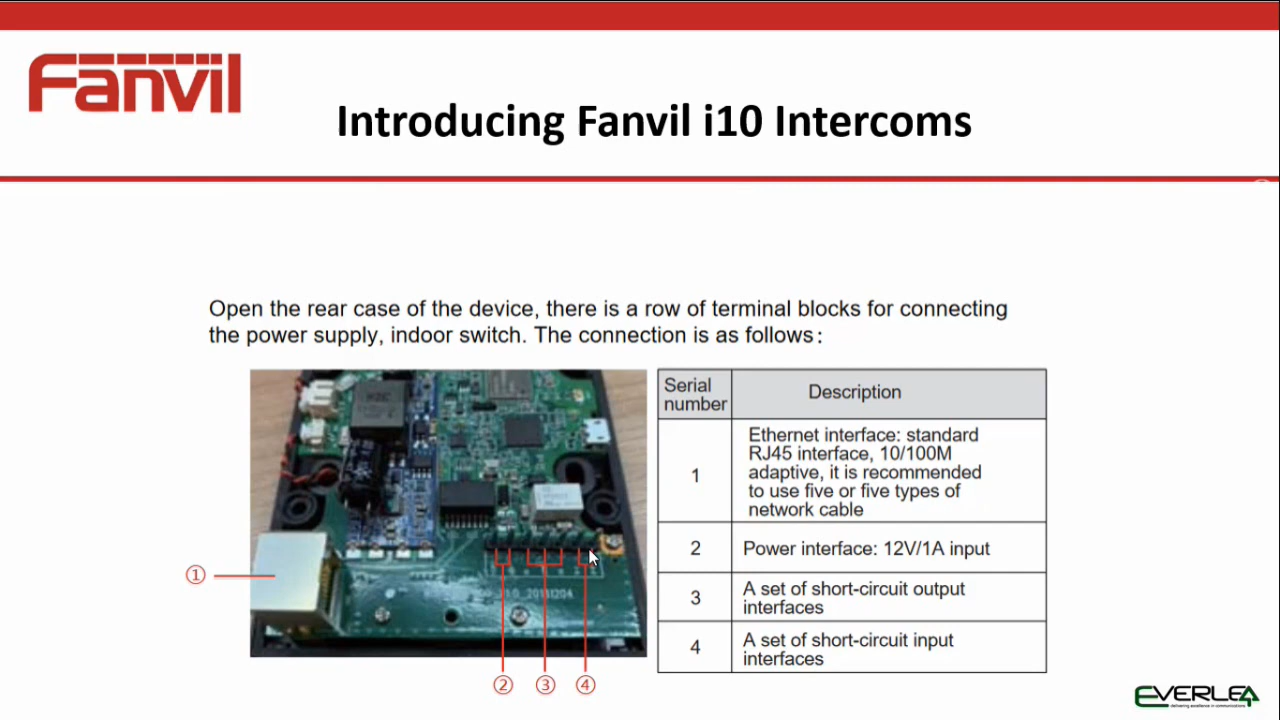 Fanvil
Introducing Fanvil i10 Intercoms
Open the rear case of the device, there is a row of terminal blocks for connecting
the power supply, indoor switch. The connection is as follows:
①
②
③
④
Serial
number
Description
1
Ethernet interface: standard
RJ45 interface, 10/100M
adaptive, it is recommended
to use five or five types of
network cable
2
Power interface: 12V/1A input
3
A set of short-circuit output
interfaces
4
A set of short-circuit input
interfaces
EVERLEA
delivering excellence in communications